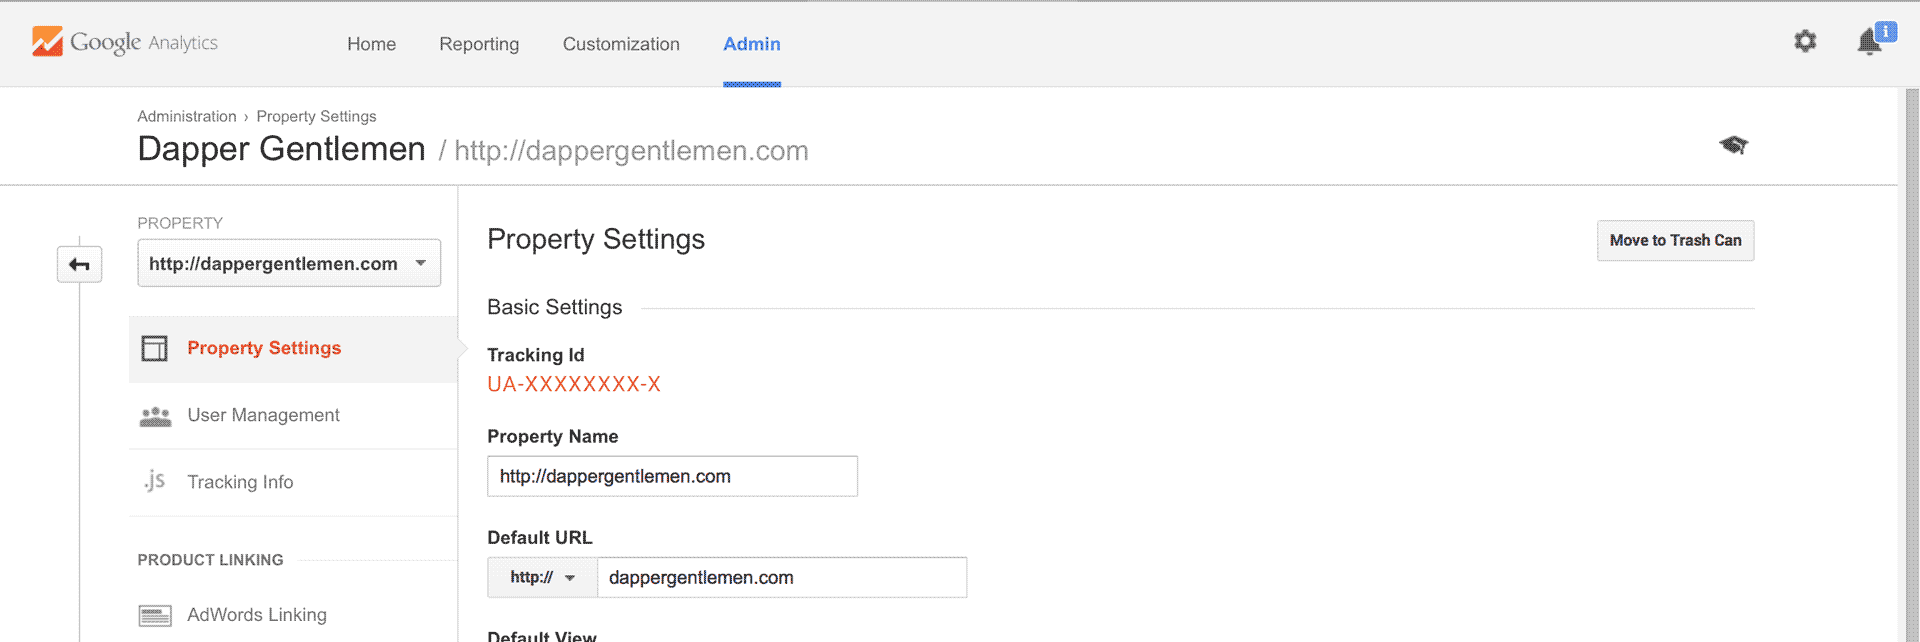 Google Analytics
Home Reporting Customization Admin
i
Administration › Property Settings
Dapper Gentlemen / http://dappergentlemen.com
PROPERTY
http://dappergentlemen.com
Property Settings
User Management
.js Tracking Info
PRODUCT LINKING
AdWords Linking
Property Settings
Move to Trash Can
Basic Settings
Tracking Id
UA-XXXXXXXX-X
Property Name
http://dappergentlemen.com
Default URL
http:// dappergentlemen.com
Default View